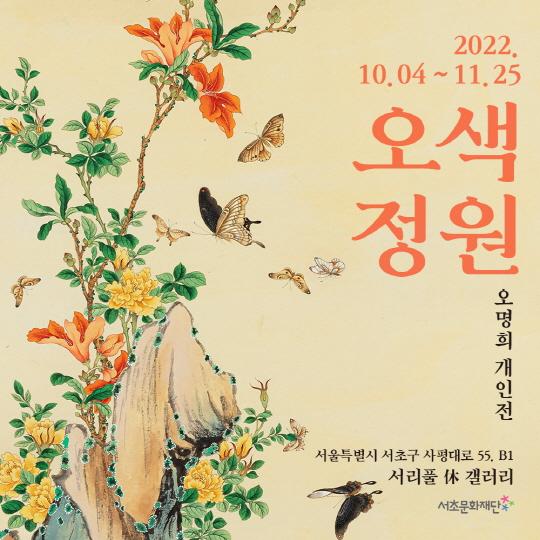 2022.
10. 04 ~ 11. 25
오색
정원
오명희 개인전
서울특별시 서초구 사평대로 55, B1
서리풀 休 갤러리
서초문화재단